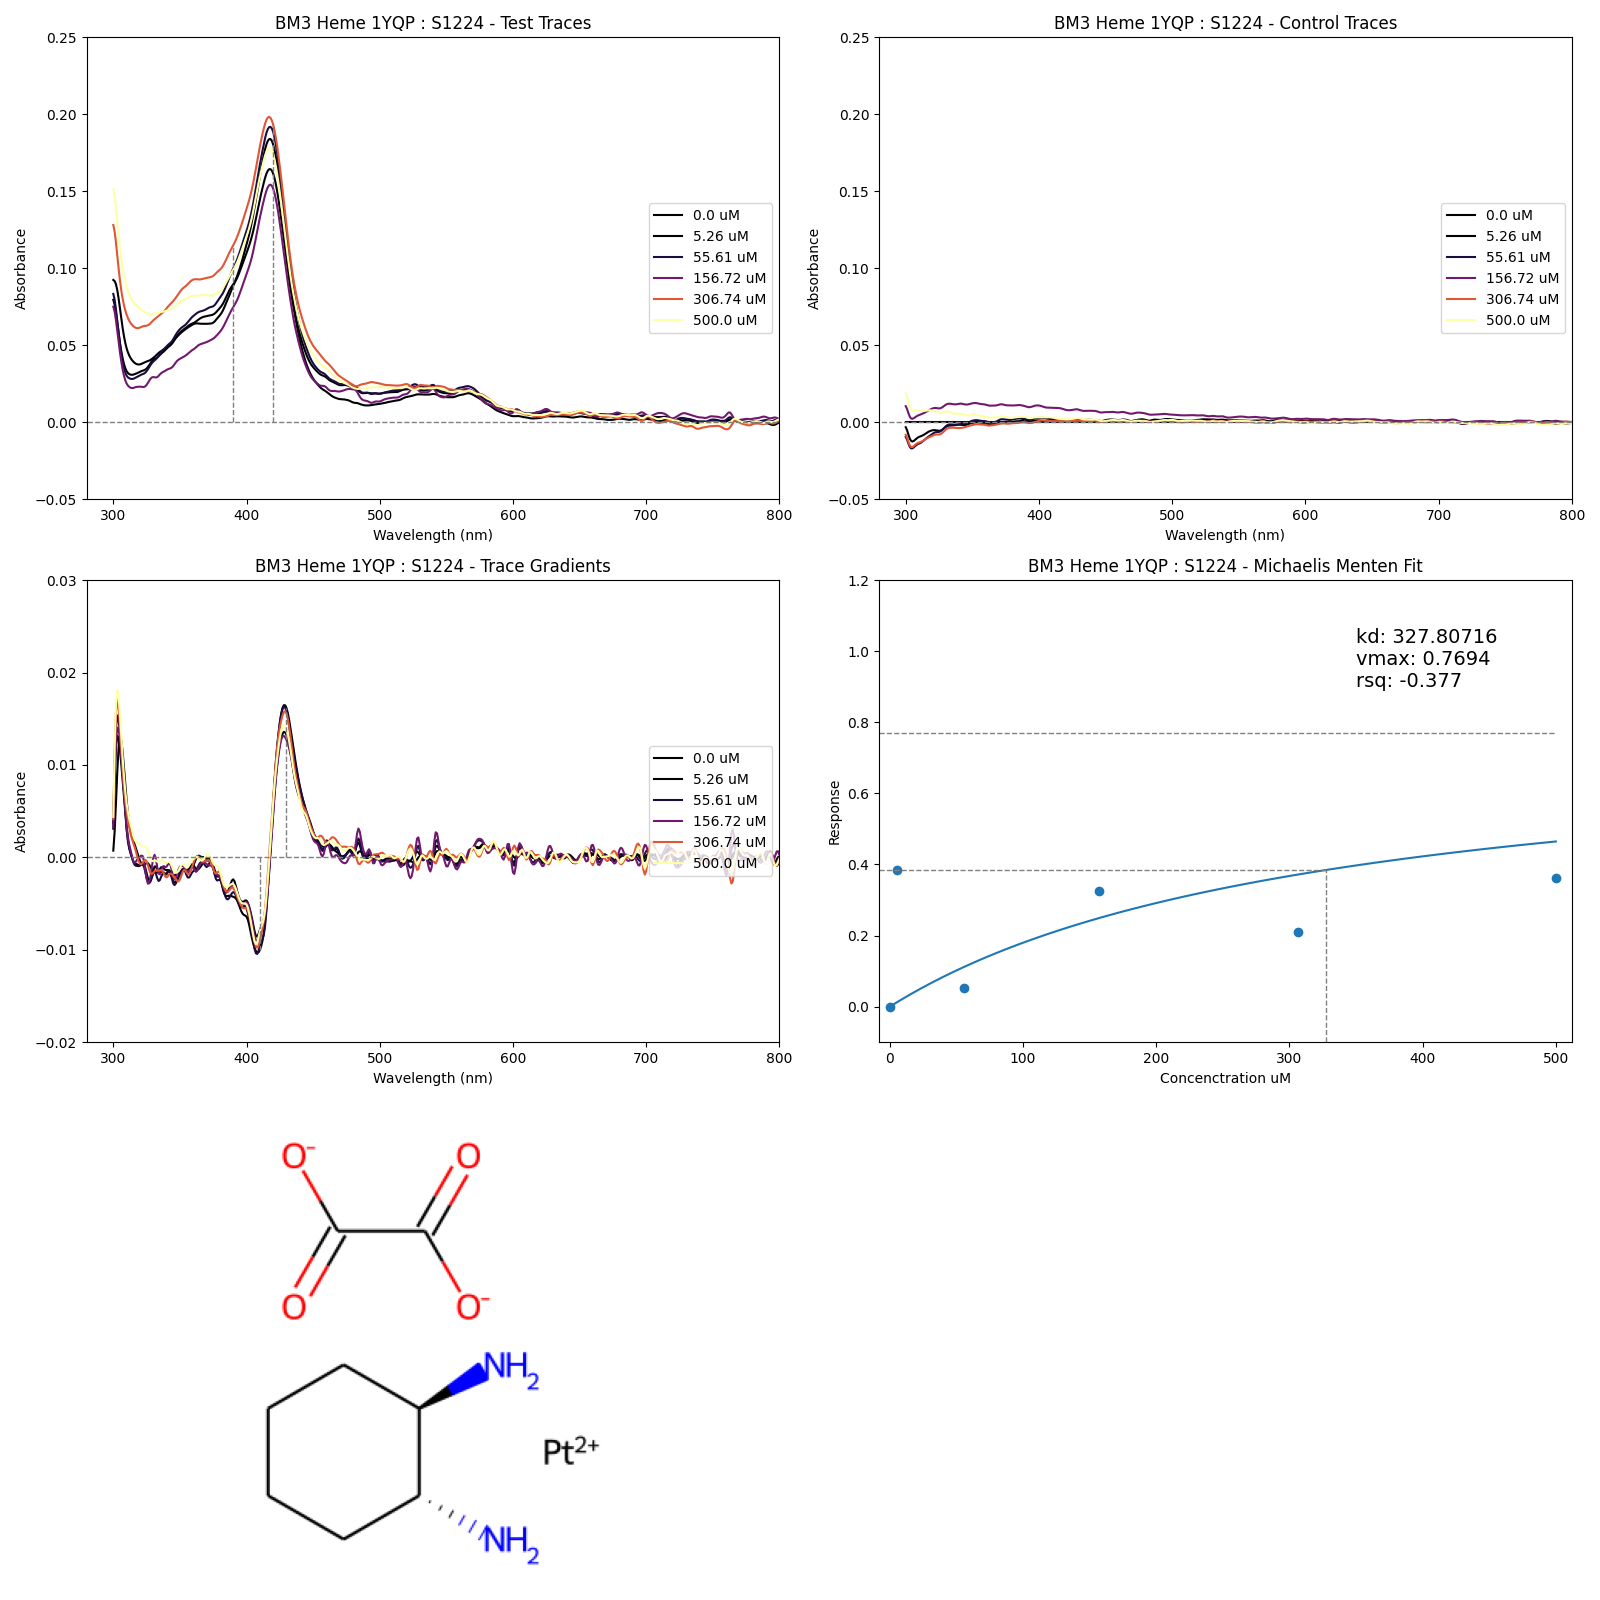 BM3 Heme 1YQP : S1224 - Test Traces
0.25
0.20
0.15
0.10
0.05
0.00
−0.05
Absorbance
300
400
500
600
700
800
Wavelength (nm)
0.0 uM
5.26 uM
55.61 uM
156.72 uM
306.74 uM
500.0 uM
BM3 Heme 1YQP : S1224 - Control Traces
0.25
0.20
0.15
0.10
0.05
0.00
−0.05
Absorbance
300
400
500
600
700
800
Wavelength (nm)
0.0 uM
5.26 uM
55.61 uM
156.72 uM
306.74 uM
500.0 uM
BM3 Heme 1YQP : S1224 - Trace Gradients
0.03
0.02
0.01
0.00
−0.01
−0.02
Absorbance
300
400
500
600
700
800
Wavelength (nm)
0.0 uM
5.26 uM
55.61 uM
156.72 uM
306.74 uM
500.0 uM
BM3 Heme 1YQP : S1224 - Michaelis Menten Fit
1.2
1.0
0.8
0.6
0.4
0.2
0.0
Response
kd: 327.80716
vmax: 0.7694
rsq: -0.377
0
100
200
300
400
500
Concenctration uM
O⁻
O
O
O⁻
NH₂
Pt²⁺
NH₂